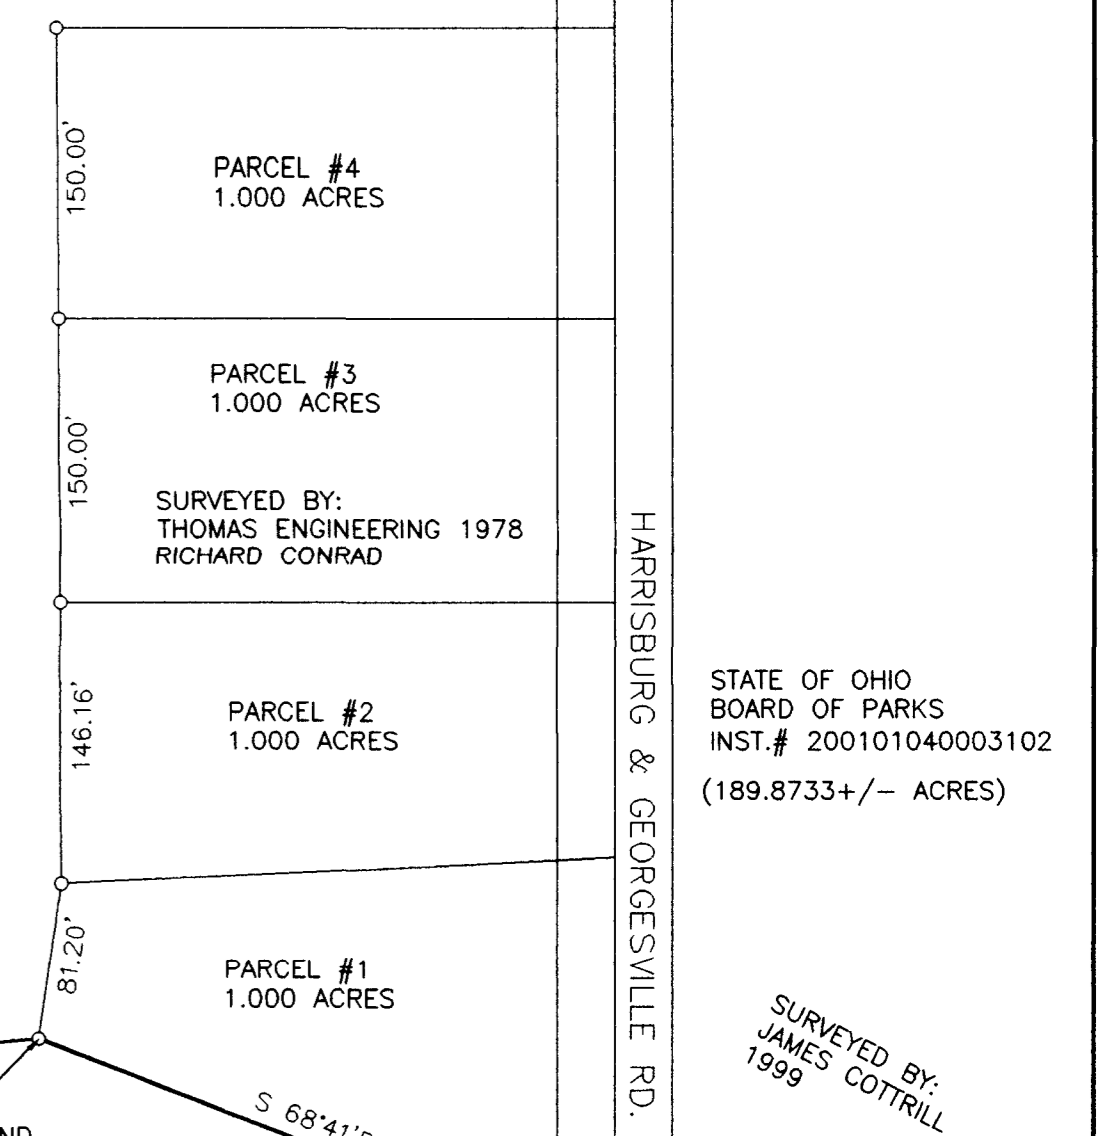 150.00'
PARCEL #4
1.000 ACRES
150.00'
PARCEL #3
1.000 ACRES
SURVEYED BY:
THOMAS ENGINEERING 1978
RICHARD CONRAD
146.16'
PARCEL #2
1.000 ACRES
81.20'
PARCEL #1
1.000 ACRES
S 68°41'
HARRISBURG & GEORGESVILLE RD.
STATE OF OHIO
BOARD OF PARKS
INST.# 200101040003102
(189.8733+/- ACRES)
SURVEYED BY:
JAMES COTTRILL
1999